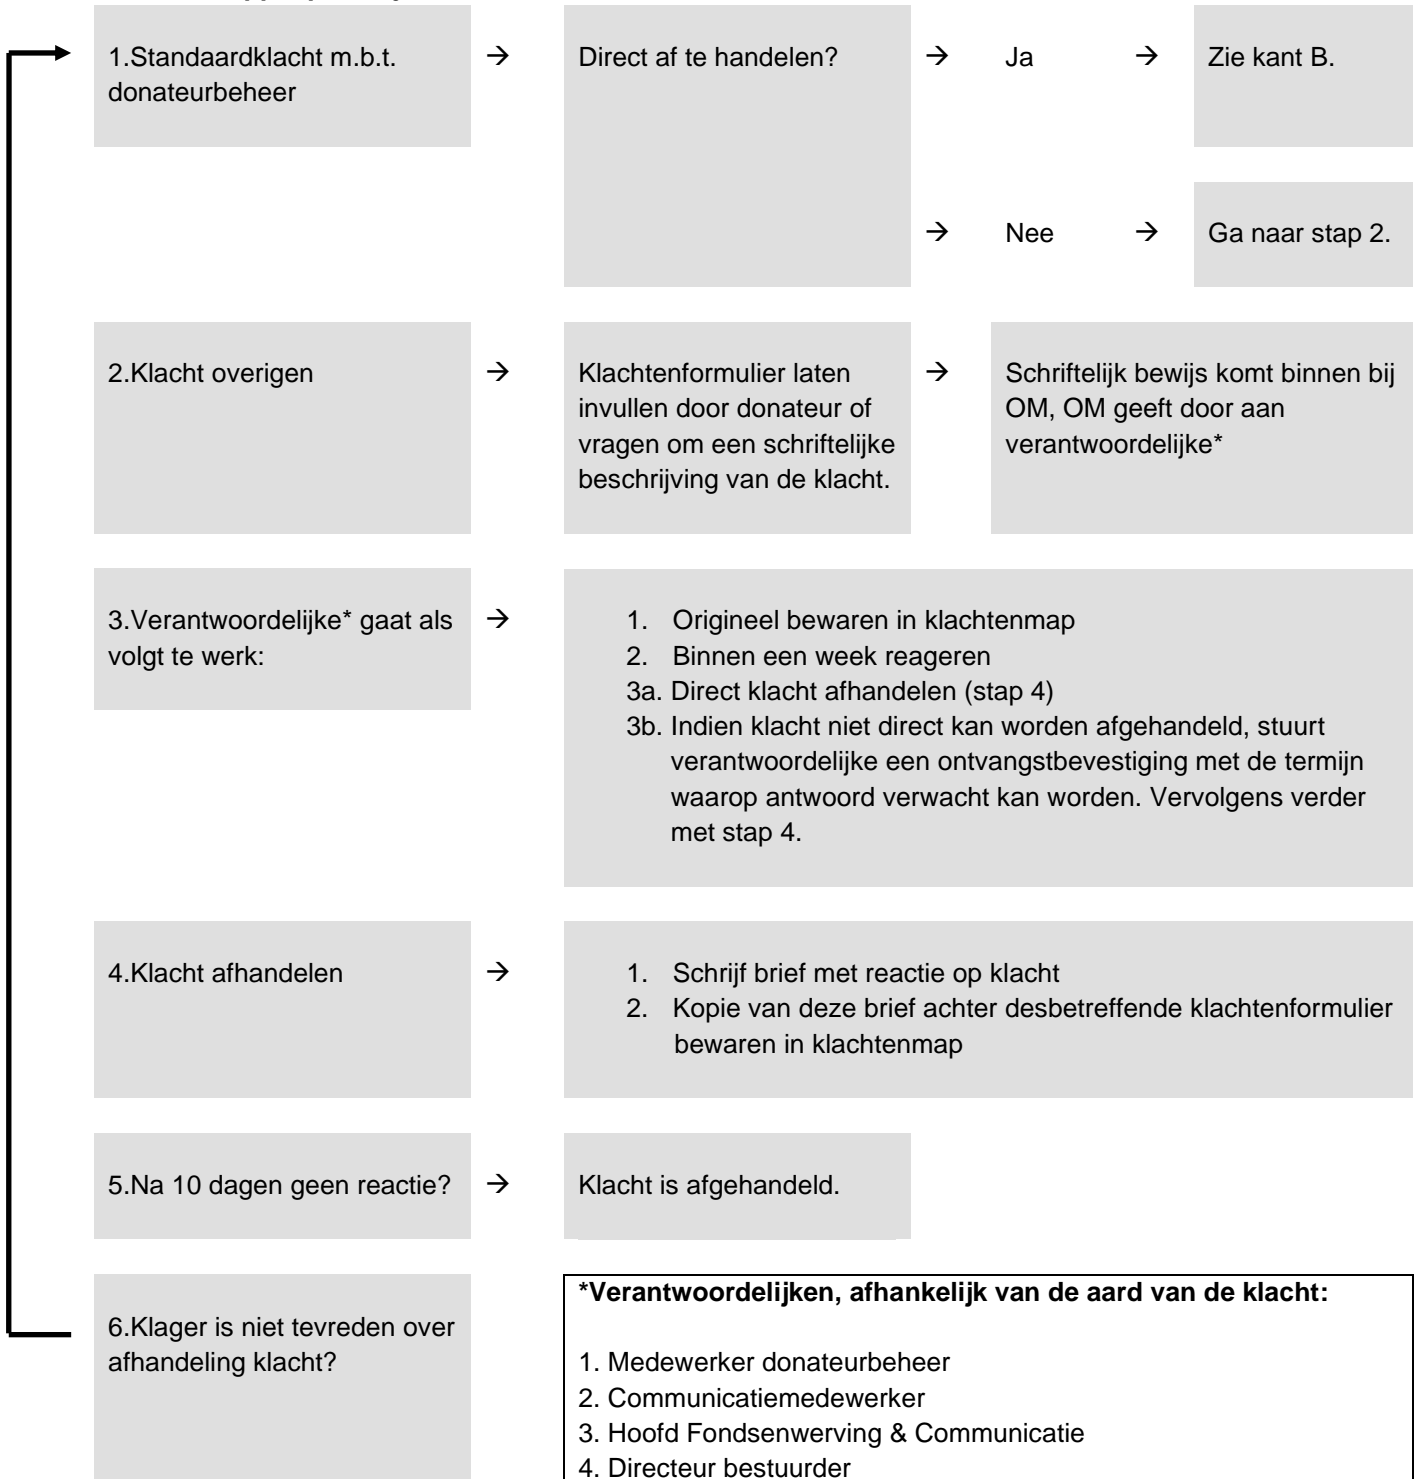 1.Standaardklacht m.b.t.
donateurbeheer
→
Direct af te handelen?
→
Ja
→
Zie kant B.
→
Nee
→
Ga naar stap 2.
2.Klacht overigen
→
Klachtenformulier laten
invullen door donateur of
vragen om een schriftelijke
beschrijving van de klacht.
→
Schriftelijk bewijs komt binnen bij
OM, OM geeft door aan
verantwoordelijke*
3.Verantwoordelijke* gaat als
volgt te werk:
→
1. Origineel bewaren in klachtenmap
2. Binnen een week reageren
3a. Direct klacht afhandelen (stap 4)
3b. Indien klacht niet direct kan worden afgehandeld, stuurt
verantwoordelijke een ontvangstbevestiging met de termijn
waarop antwoord verwacht kan worden. Vervolgens verder
met stap 4.
4.Klacht afhandelen
→
1. Schrijf brief met reactie op klacht
2. Kopie van deze brief achter desbetreffende klachtenformulier
bewaren in klachtenmap
5.Na 10 dagen geen reactie?
→
Klacht is afgehandeld.
6.Klager is niet tevreden over
afhandeling klacht?
*Verantwoordelijken, afhankelijk van de aard van de klacht:
1. Medewerker donateurbeheer
2. Communicatiemedewerker
3. Hoofd Fondsenwerving & Communicatie
4. Directeur bestuurder